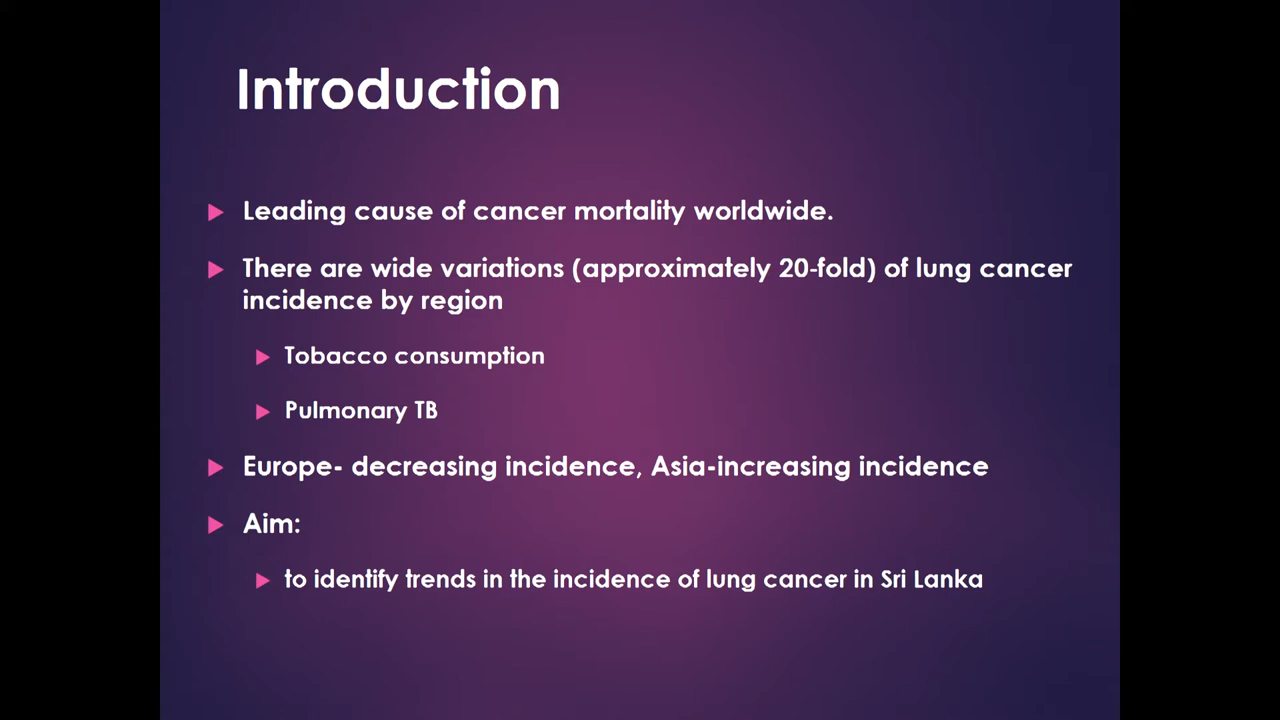 Introduction
Leading cause of cancer mortality worldwide.
There are wide variations (approximately 20-fold) of lung cancer
incidence by region
Tobacco consumption
Pulmonary TB
Europe- decreasing incidence, Asia-increasing incidence
Aim:
to identify trends in the incidence of lung cancer in Sri Lanka